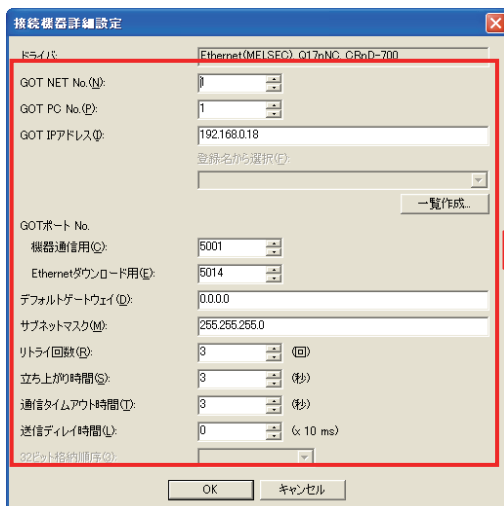 接続機器詳細設定
ドライバ: Ethernet(MELSEC), Q17nNC, CRnD-700
GOT NET No.(N): 1
GOT PC No.(P): 1
GOT IPアドレス(I): 192.168.0.18
登録名から選択(F):
一覧作成...
GOTポート No.
機器通信用(C): 5001
Ethernetダウンロード用(E): 5014
デフォルトゲートウェイ(D): 0.0.0.0
サブネットマスク(M): 255.255.255.0
リトライ回数(R): 3 (回)
立ち上がり時間(S): 3 (秒)
通信タイムアウト時間(T): 3 (秒)
送信ディレイ時間(L): 0 (x 10 ms)
32ビット格納順序(3):
OK キャンセル